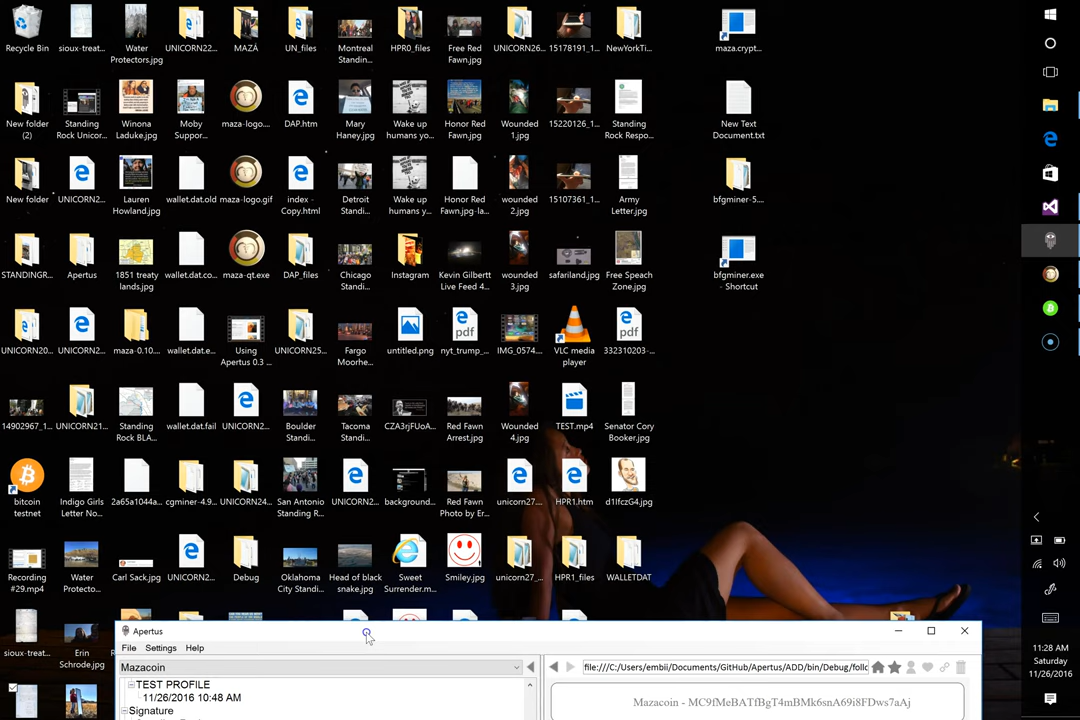 Recycle Bin
sioux-treat...
Water
Protectors.jpg
UNICORN22...
MAZA
UN_files
Montreal
Standin...
HPR0_files
Free Red
Fawn.jpg
UNICORN26...
15178191_1...
NewYorkTi...
maza.crypt...
New folder
(2)
Standing
Rock Unicor...
Winona
Laduke.jpg
Moby
Suppor...
maza-logo....
DAP.htm
Mary
Haney.jpg
Wake up
humans yo...
Honor Red
Fawn.jpg
Wounded
1.jpg
15220126_1...
Standing
Rock Respo...
New Text
Document.txt
New folder
UNICORN2...
Lauren
Howland.jpg
wallet.dat.old
maza-logo.gif
index -
Copy.html
Detroit
Standi...
Wake up
humans y...
Honor Red
Fawn.jpg-la...
wounded
2.jpg
15107361_1...
Army
Letter.jpg
bfgminer-5....
STANDINGR...
Apertus
1851 treaty
lands.jpg
wallet.dat.co...
maza-qt.exe
DAP_files
Chicago
Standi...
Instagram
Kevin Gilbertt
Live Feed 4...
wounded
3.jpg
safariland.jpg
Free Speach
Zone.jpg
bfgminer.exe
- Shortcut
UNICORN20...
UNICORN2...
maza-0.10....
wallet.dat.e...
Using
Apertus 0.3 ...
UNICORN25...
Fargo
Moorhe...
untitled.png
pdf
nyt_trump_...
IMG_0574....
VLC media
player
pdf
332310203-...
14902967_1...
UNICORN21...
Standing
Rock BLA...
wallet.dat.fail
UNICORN2...
Boulder
Standi...
Tacoma
Standi...
CZA3rjFUoA...
Red Fawn
Arrest.jpg
Wounded
4.jpg
TEST.mp4
Senator Cory
Booker.jpg
bitcoin
testnet
Indigo Girls
Letter No...
2a65a1044a...
cgminer-4.9...
UNICORN24...
San Antonio
Standing R...
UNICORN2...
background...
Red Fawn
Photo by Er...
unicorn27...
HPR1.htm
d1lfczG4.jpg
Recording
#29.mp4
Water
Protecto...
Carl Sack.jpg
UNICORN2...
Debug
Oklahoma
City Standi...
Head of black
snake.jpg
Sweet
Surrender.m...
Smiley.jpg
unicorn27_...
HPR1_files
WALLETDAT
sioux-treat...
Erin
Schrode.jpg
Apertus
File Settings Help
Mazacoin
file:///C:/Users/embii/Documents/GitHub/Apertus/ADD/bin/Debug/follo
TEST PROFILE
11/26/2016 10:48 AM
Signature
Mazacoin - MC9fMeBATfBgT4mBMk6snA69i8FDws7aAj
11:28 AM
Saturday
11/26/2016